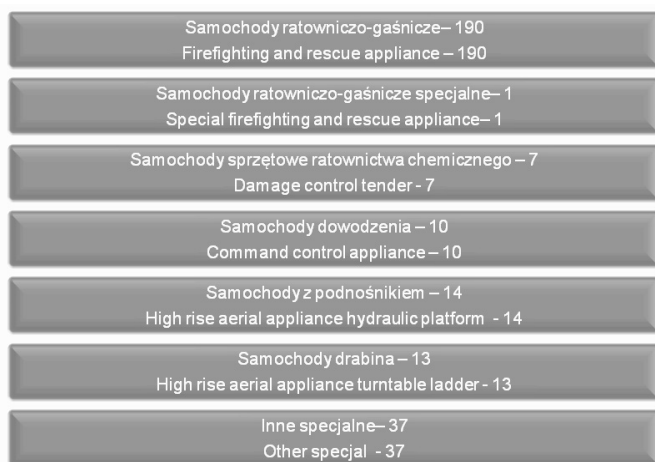 Samochody ratowniczo-gaśnicze– 190
Firefighting and rescue appliance – 190
Samochody ratowniczo-gaśnicze specjalne– 1
Special firefighting and rescue appliance– 1
Samochody sprzętowe ratownictwa chemicznego – 7
Damage control tender - 7
Samochody dowodzenia – 10
Command control appliance – 10
Samochody z podnośnikiem – 14
High rise aerial appliance hydraulic platform - 14
Samochody drabina – 13
High rise aerial appliance turntable ladder - 13
Inne specjalne– 37
Other specjal - 37